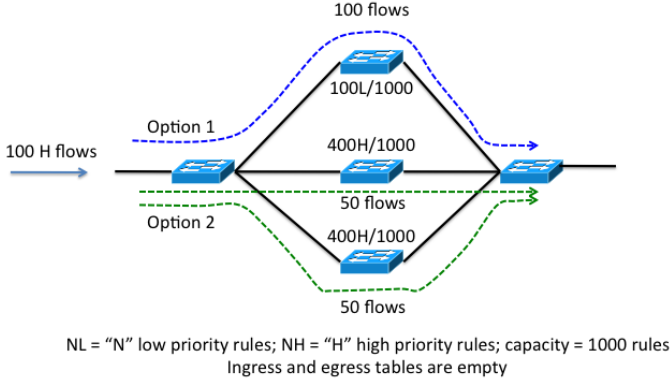 100 flows
100L/1000
Option 1
100 H flows
400H/1000
50 flows
Option 2
400H/1000
50 flows
NL = “N” low priority rules; NH = “H” high priority rules; capacity = 1000 rules
Ingress and egress tables are empty